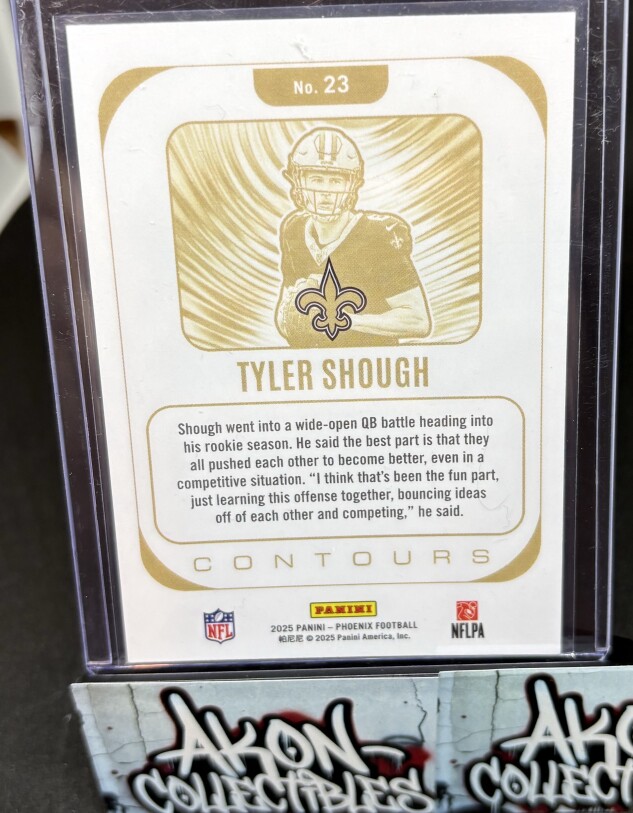 No. 23
TYLER SHOUGH
Shough went into a wide-open QB battle heading into
his rookie season. He said the best part is that they
all pushed each other to become better, even in a
competitive situation. “I think that’s been the fun part,
just learning this offense together, bouncing ideas
off of each other and competing,” he said.
CONTOURS
NFL
PANINI
2025 PANINI – PHOENIX FOOTBALL
帕尼尼 © 2025 Panini America, Inc.
NFLPA
AKON
COLLECTIBLES
AKO
COLLECT